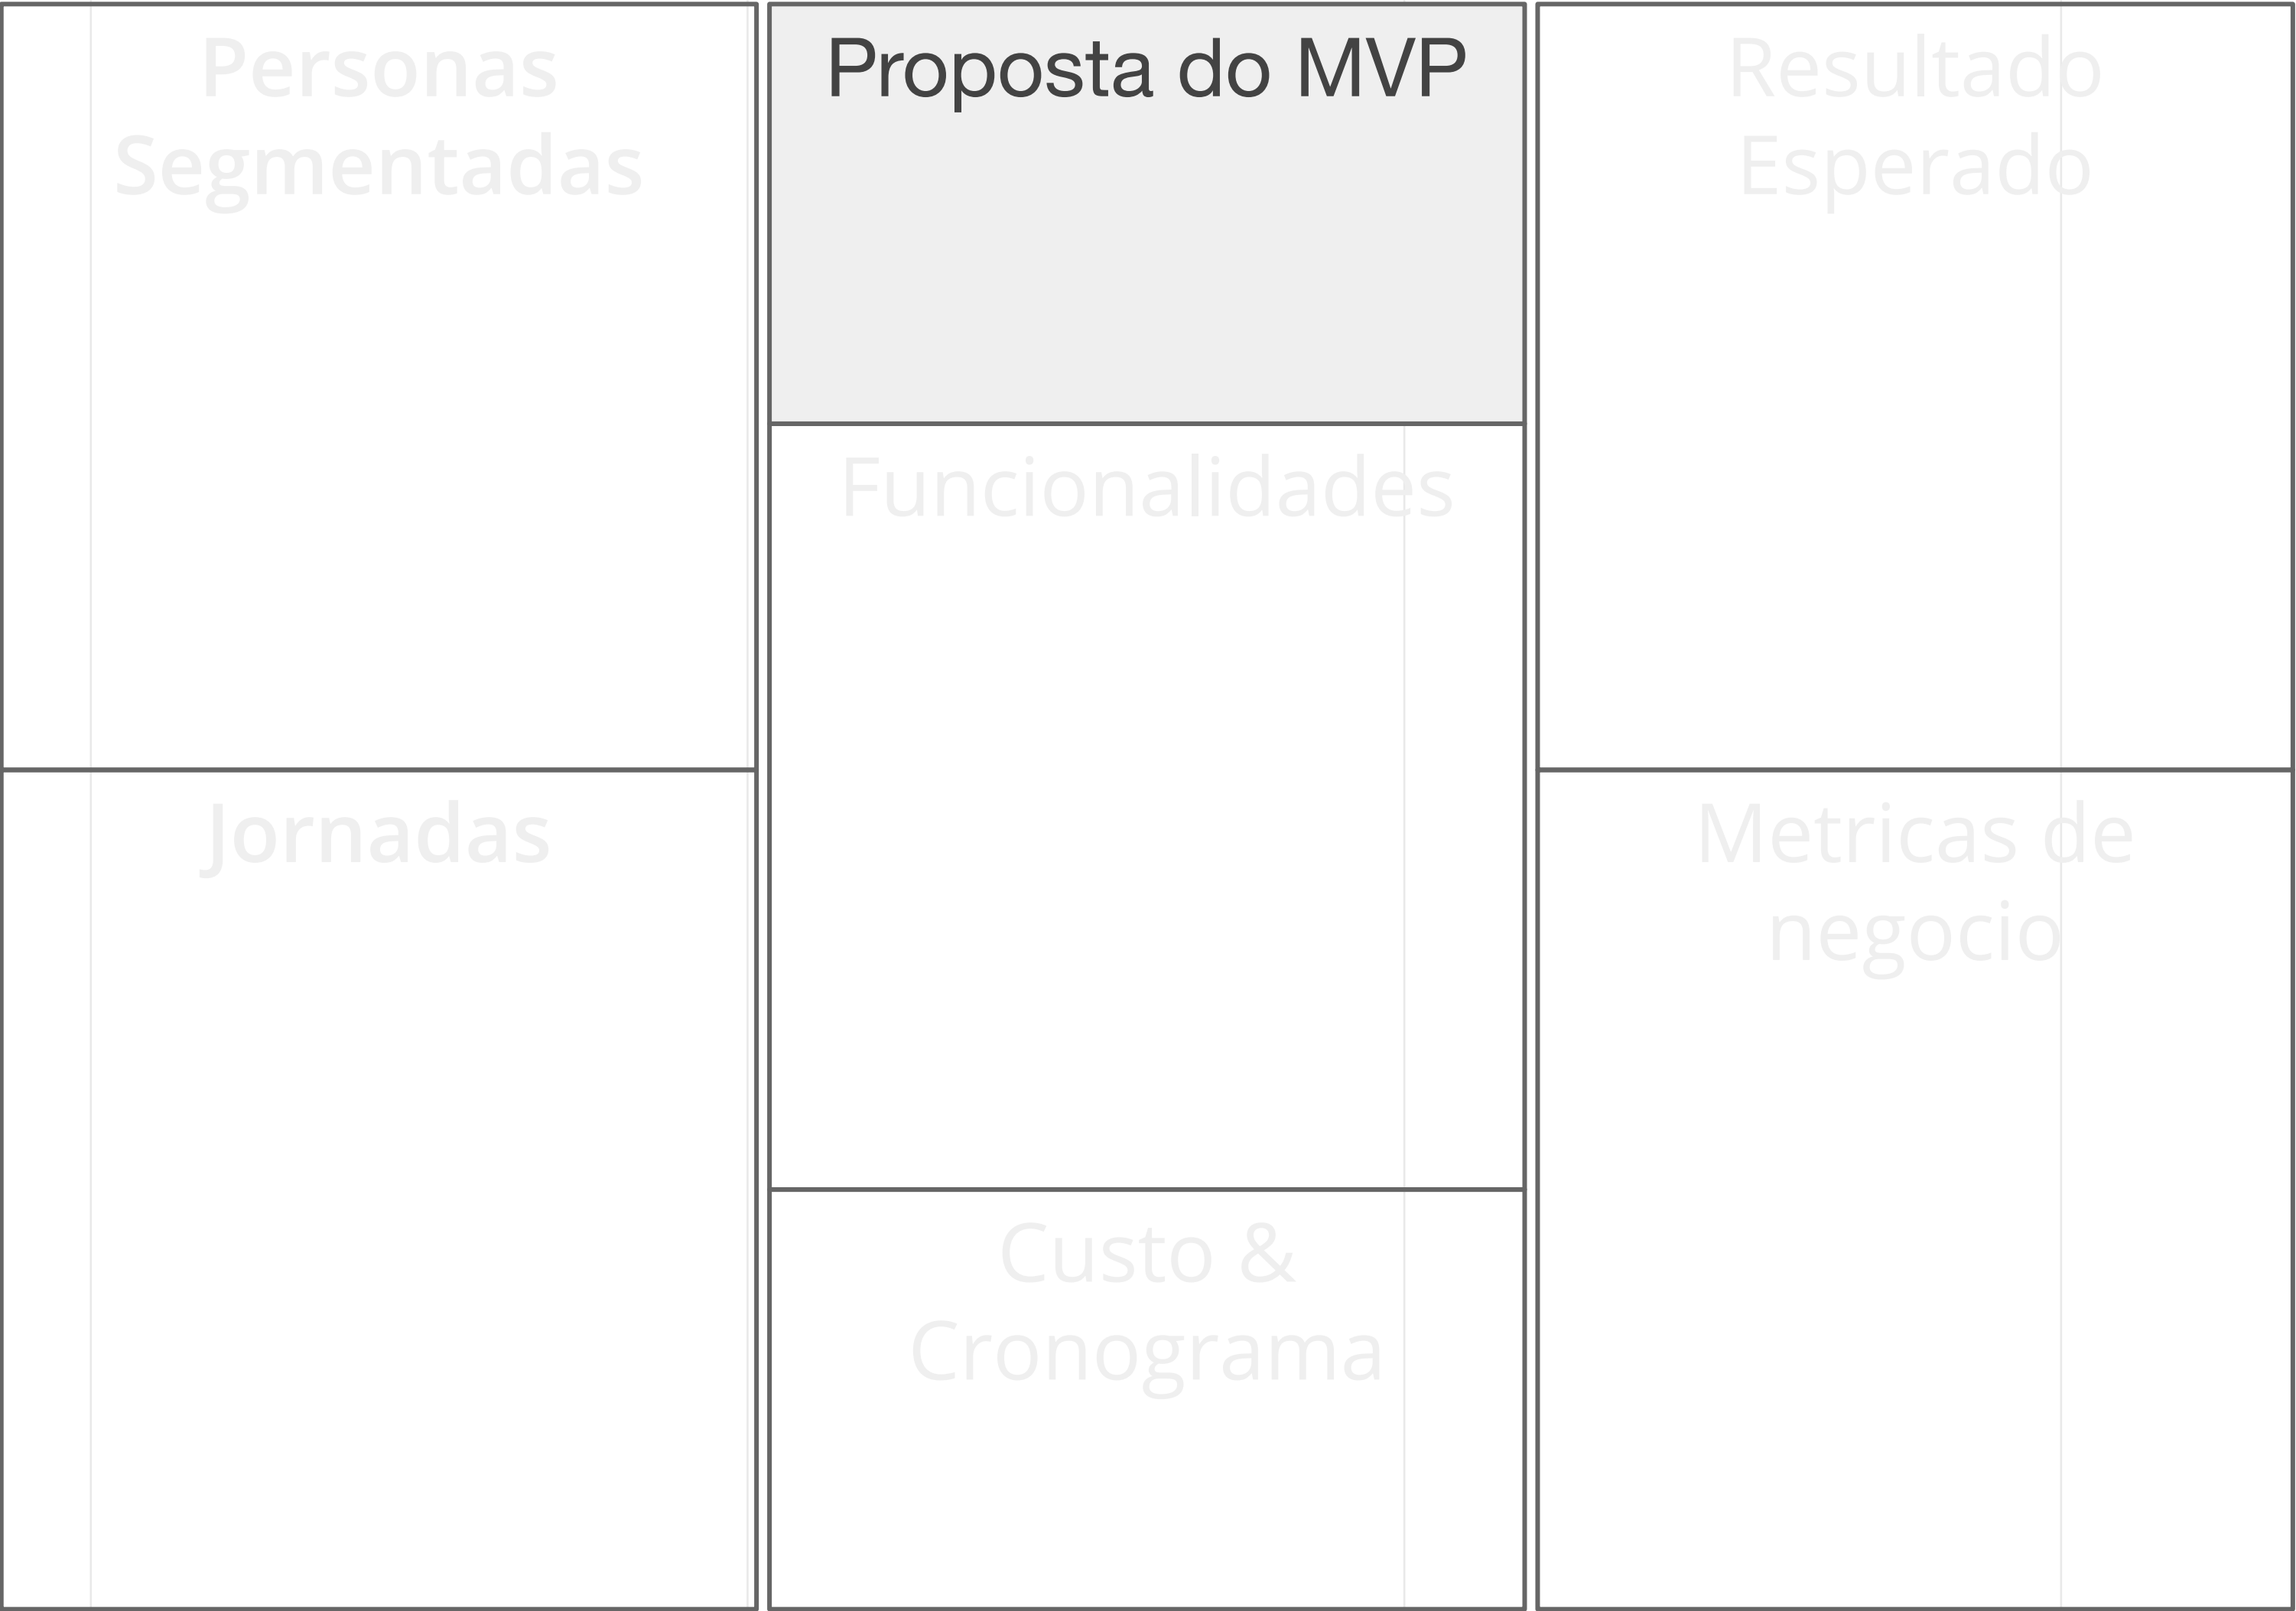 Personas
Segmentadas
Jornadas
Proposta do MVP
Funcionalidades
Custo &
Cronograma
Resultado
Esperado
Metricas de
negocio